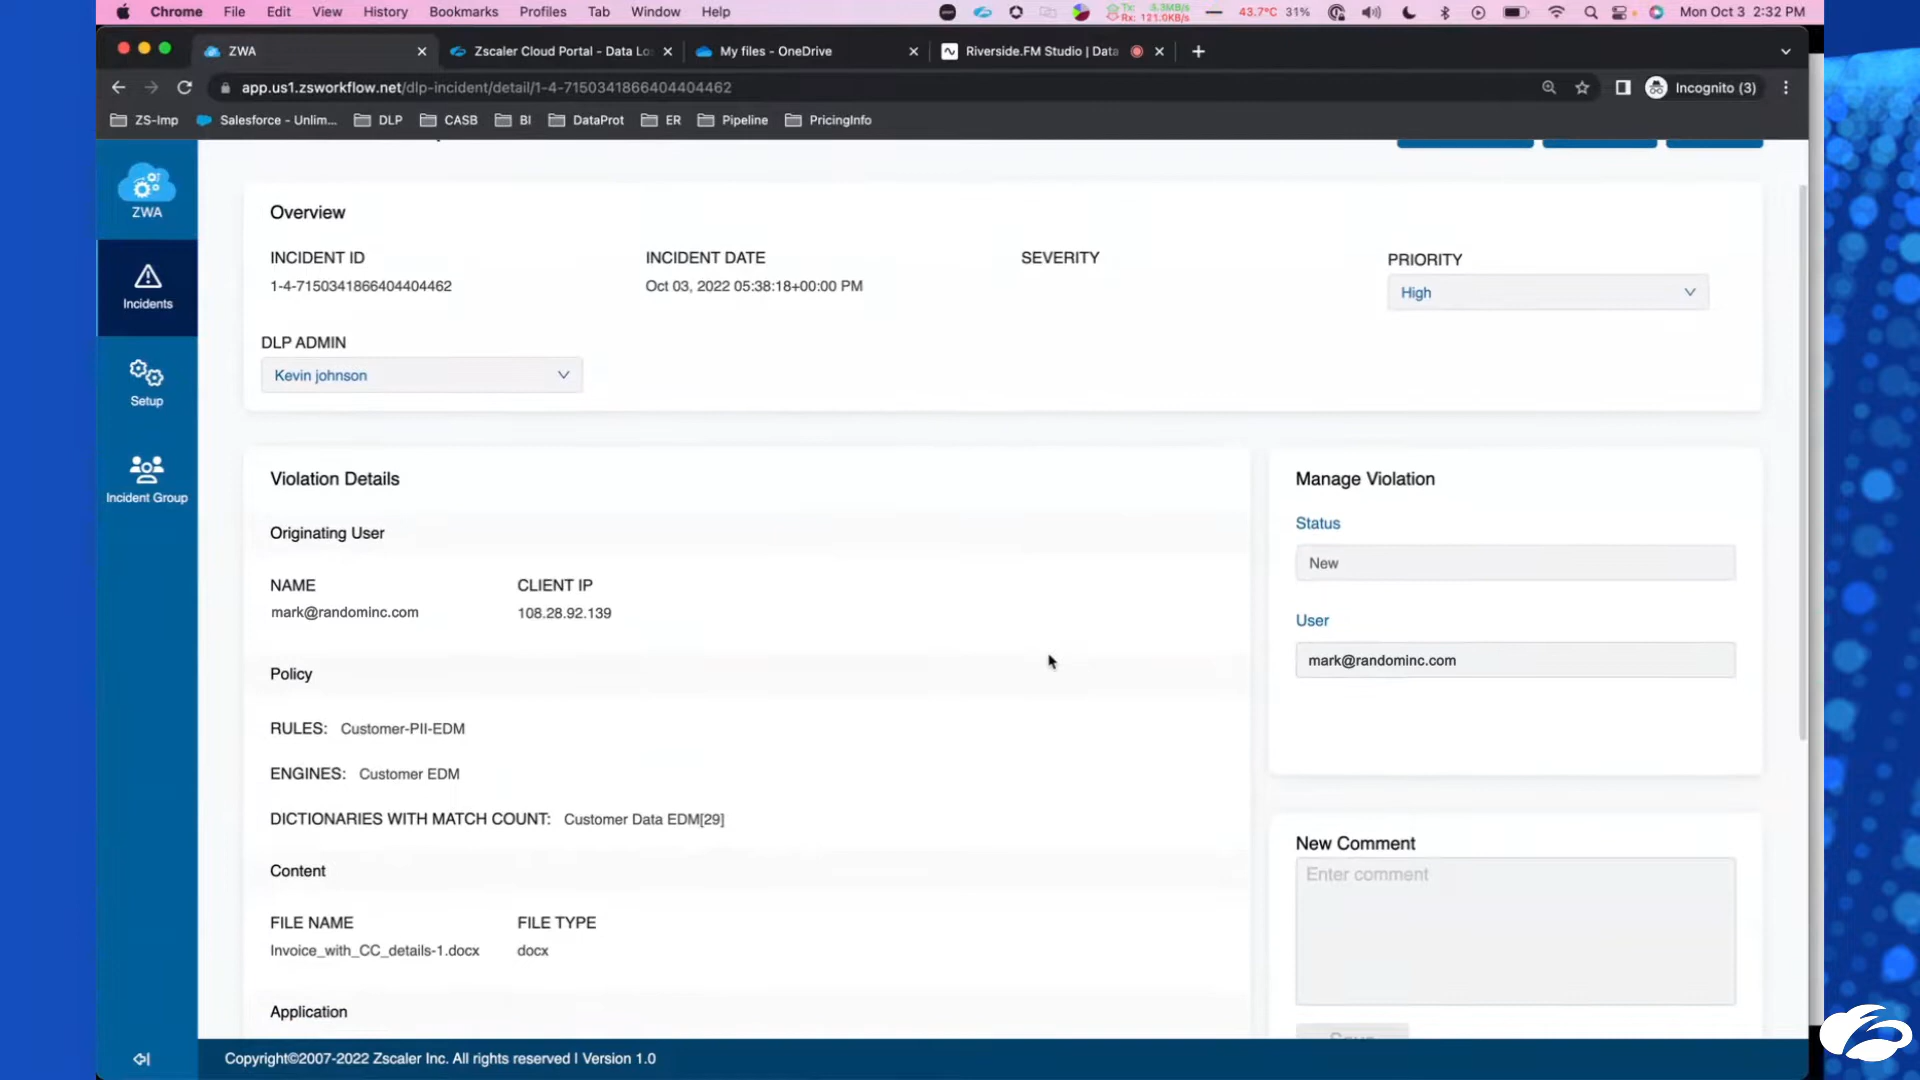 Chrome File Edit View History Bookmarks Profiles Tab Window Help
43.7°C 31% Mon Oct 3 2:32 PM
Rx: 121.0KB/s
ZWA
Zscaler Cloud Portal - Data Lo
My files - OneDrive
Riverside.FM Studio | Data
app.us1.zsworkflow.net/dlp-incident/detail/1-4-7150341866404404462
Incognito (3)
ZS-Imp Salesforce - Unlim... DLP CASB BI DataProt ER Pipeline PricingInfo
ZWA
Incidents
Setup
Incident Group
Overview
INCIDENT ID
1-4-7150341866404404462
INCIDENT DATE
Oct 03, 2022 05:38:18+00:00 PM
SEVERITY
PRIORITY
High
DLP ADMIN
Kevin johnson
Violation Details
Originating User
NAME
mark@randominc.com
CLIENT IP
108.28.92.139
Policy
RULES: Customer-PII-EDM
ENGINES: Customer EDM
DICTIONARIES WITH MATCH COUNT: Customer Data EDM[29]
Content
FILE NAME
Invoice_with_CC_details-1.docx
FILE TYPE
docx
Application
Manage Violation
Status
New
User
mark@randominc.com
New Comment
Enter comment
Copyright©2007-2022 Zscaler Inc. All rights reserved I Version 1.0